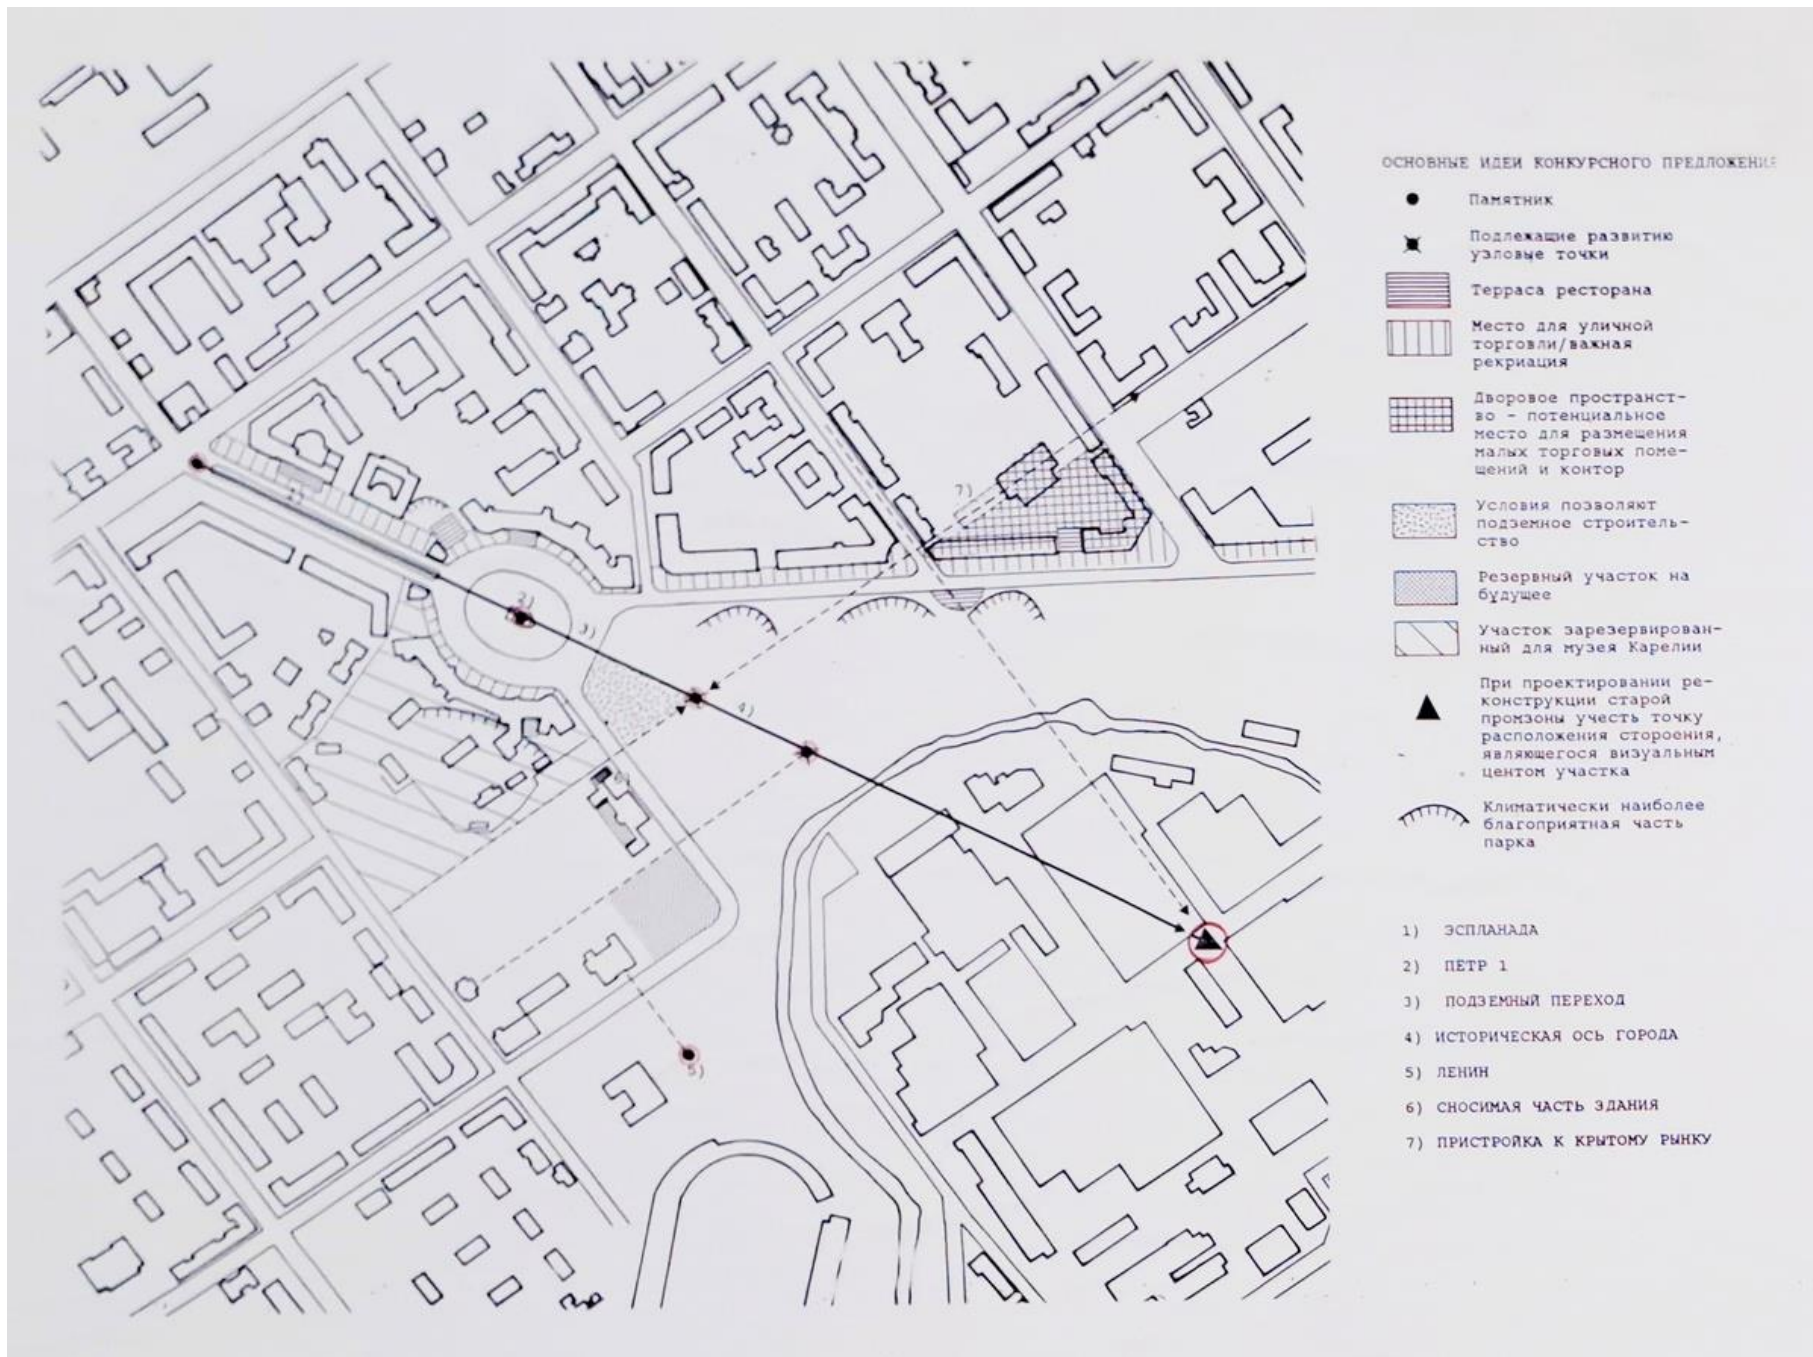 ОСНОВНЫЕ ИДЕИ КОНКУРСНОГО ПРЕДЛОЖЕНИЯ
Памятник
Подлежащие развитию
узловые точки
Терраса ресторана
Место для уличной
торговли/важная
рекриация
Дворовое пространст-
во - потенциальное
место для размещения
малых торговых поме-
щений и контор
Условия позволяют
подземное строитель-
ство
Резервный участок на
будущее
Участок зарезервирован-
ный для музея Карелии
При проектировании ре-
конструкции старой
промзоны учесть точку
расположения стороения,
являющегося визуальным
центом участка
Климатически наиболее
благоприятная часть
парка
1) ЭСПЛАНАДА
2) ПЕТР 1
3) ПОДЗЕМНЫЙ ПЕРЕХОД
4) ИСТОРИЧЕСКАЯ ОСЬ ГОРОДА
5) ЛЕНИН
6) СНОСИМАЯ ЧАСТЬ ЗДАНИЯ
7) ПРИСТРОЙКА К КРЫТОМУ РЫНКУ
7)
3)
4)
5)